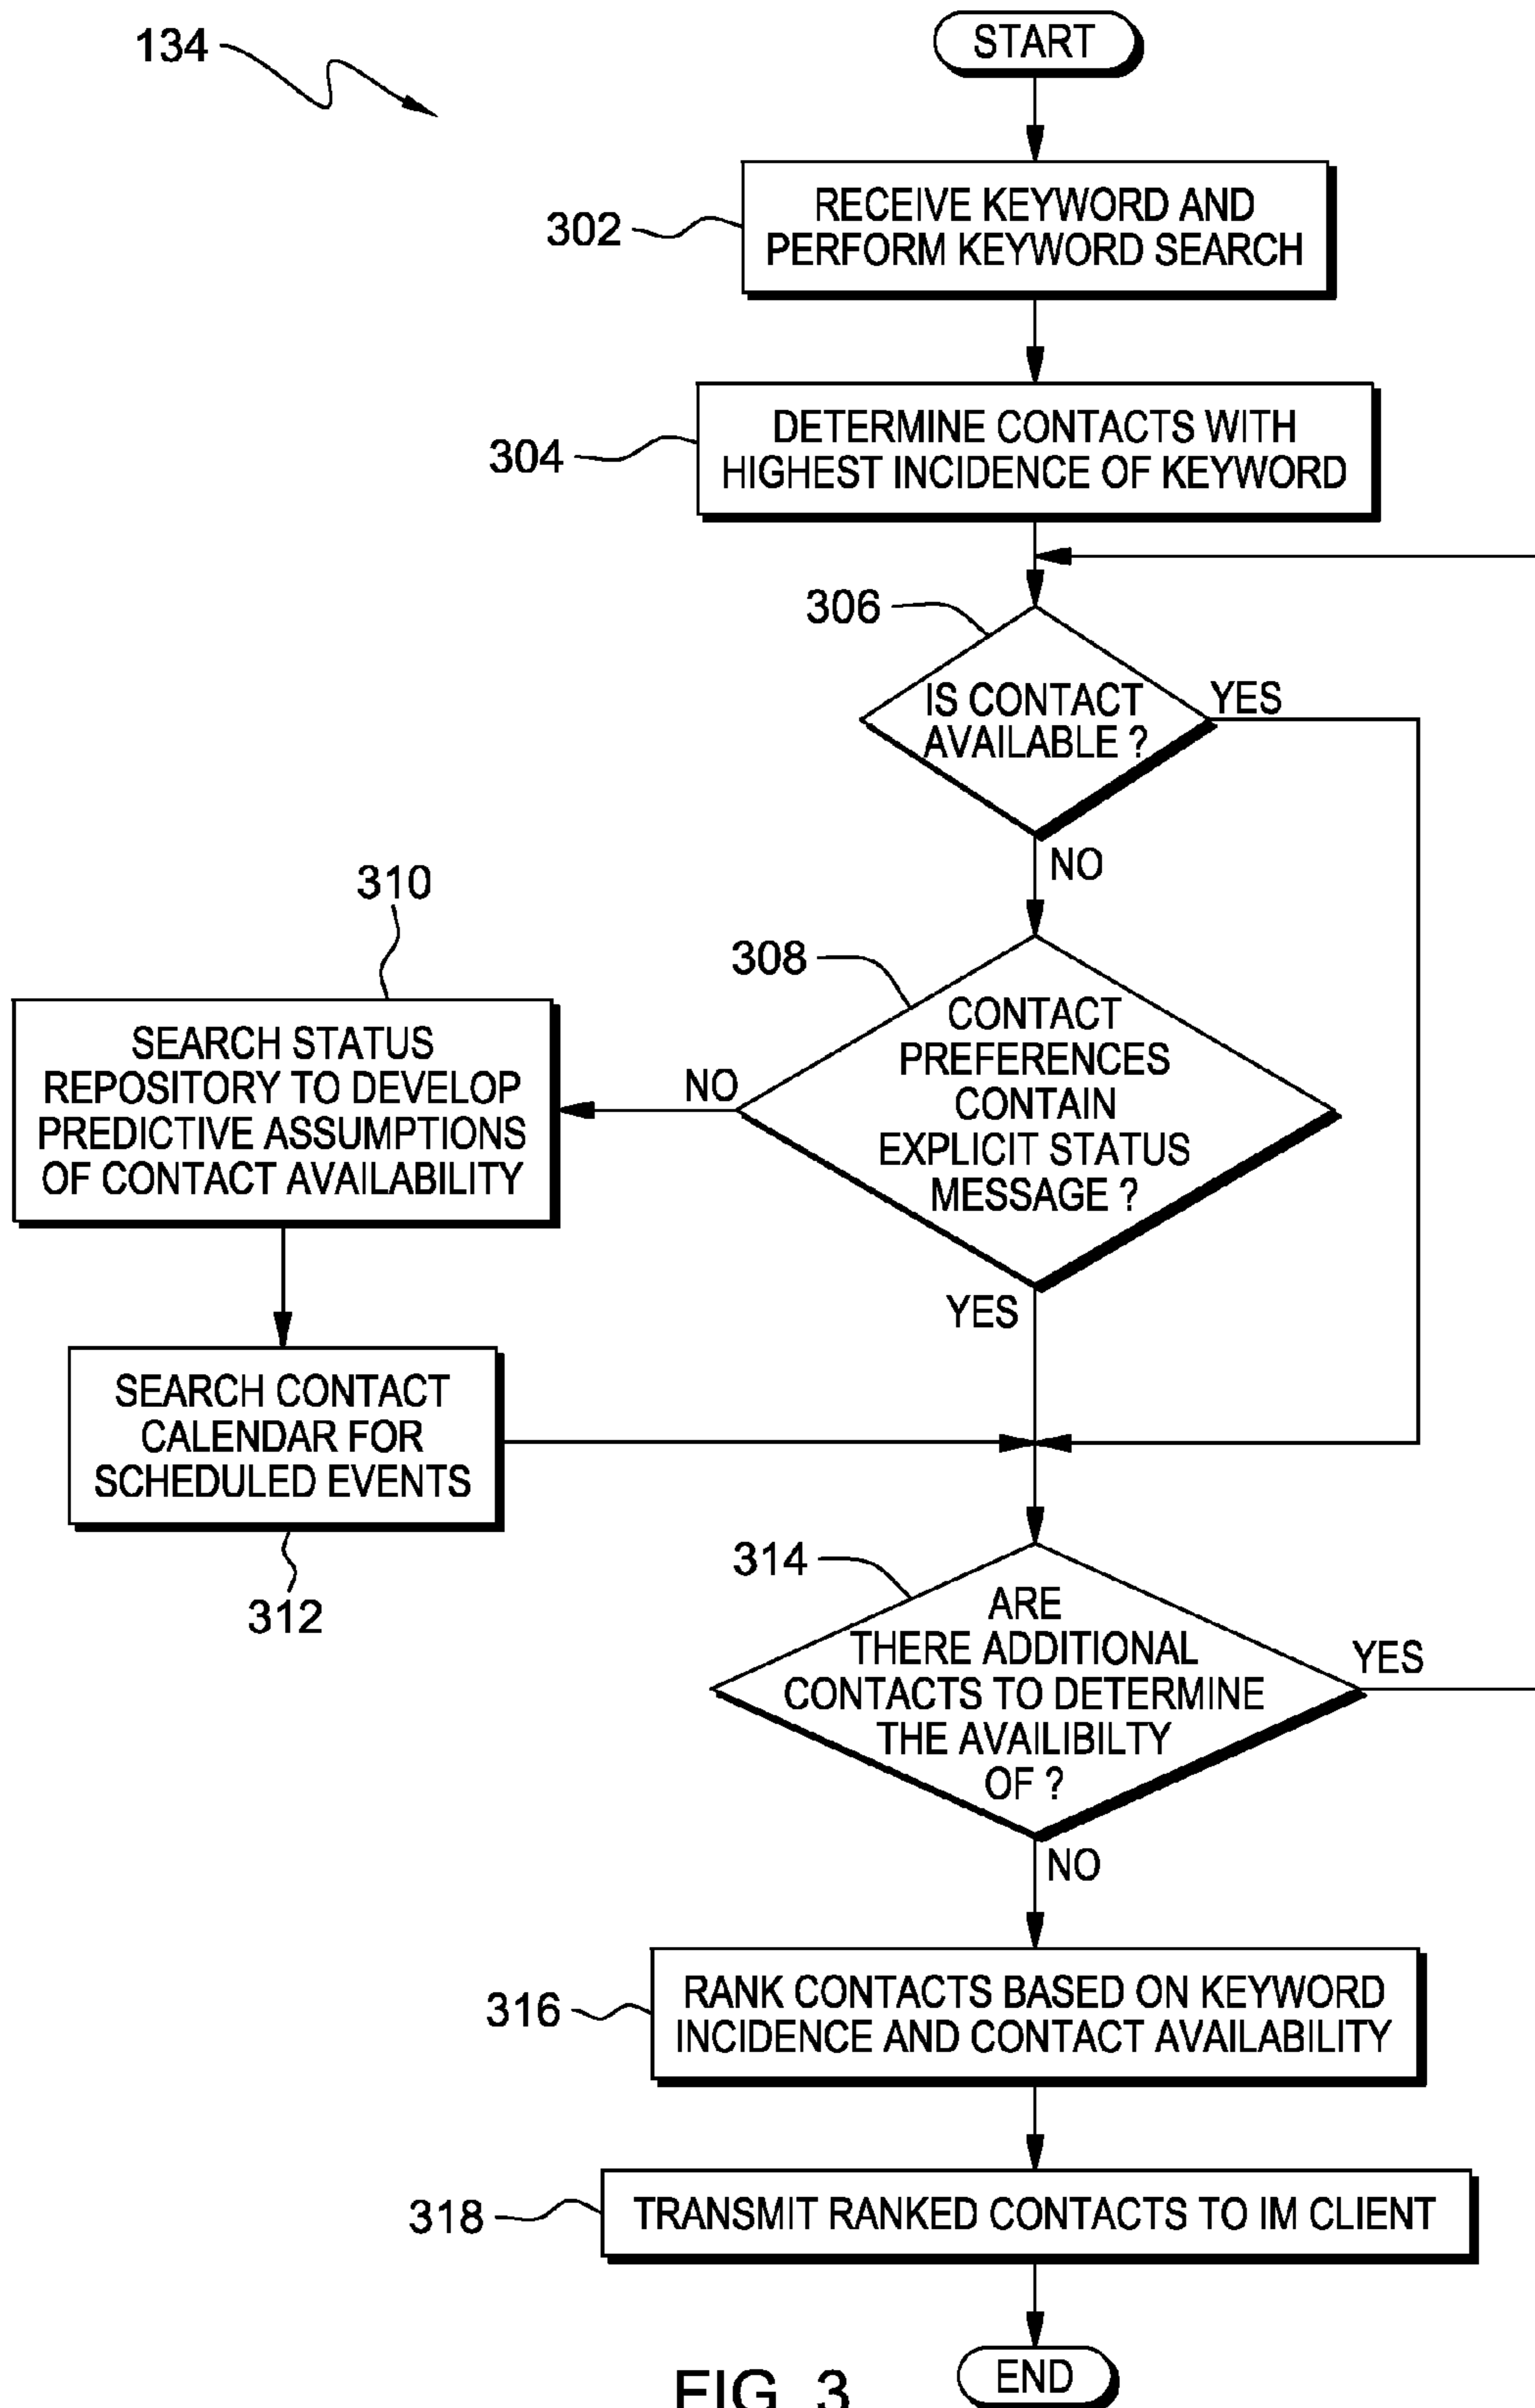 134
START
302
RECEIVE KEYWORD AND
PERFORM KEYWORD SEARCH
304
DETERMINE CONTACTS WITH
HIGHEST INCIDENCE OF KEYWORD
306
IS CONTACT
AVAILABLE ?
YES
NO
308
CONTACT
PREFERENCES
CONTAIN
EXPLICIT STATUS
MESSAGE ?
NO
310
SEARCH STATUS
REPOSITORY TO DEVELOP
PREDICTIVE ASSUMPTIONS
OF CONTACT AVAILABILITY
YES
SEARCH CONTACT
CALENDAR FOR
SCHEDULED EVENTS
312
314
ARE
THERE ADDITIONAL
CONTACTS TO DETERMINE
THE AVAILIBILTY
OF ?
YES
NO
316
RANK CONTACTS BASED ON KEYWORD
INCIDENCE AND CONTACT AVAILABILITY
318
TRANSMIT RANKED CONTACTS TO IM CLIENT
END
FIG. 3